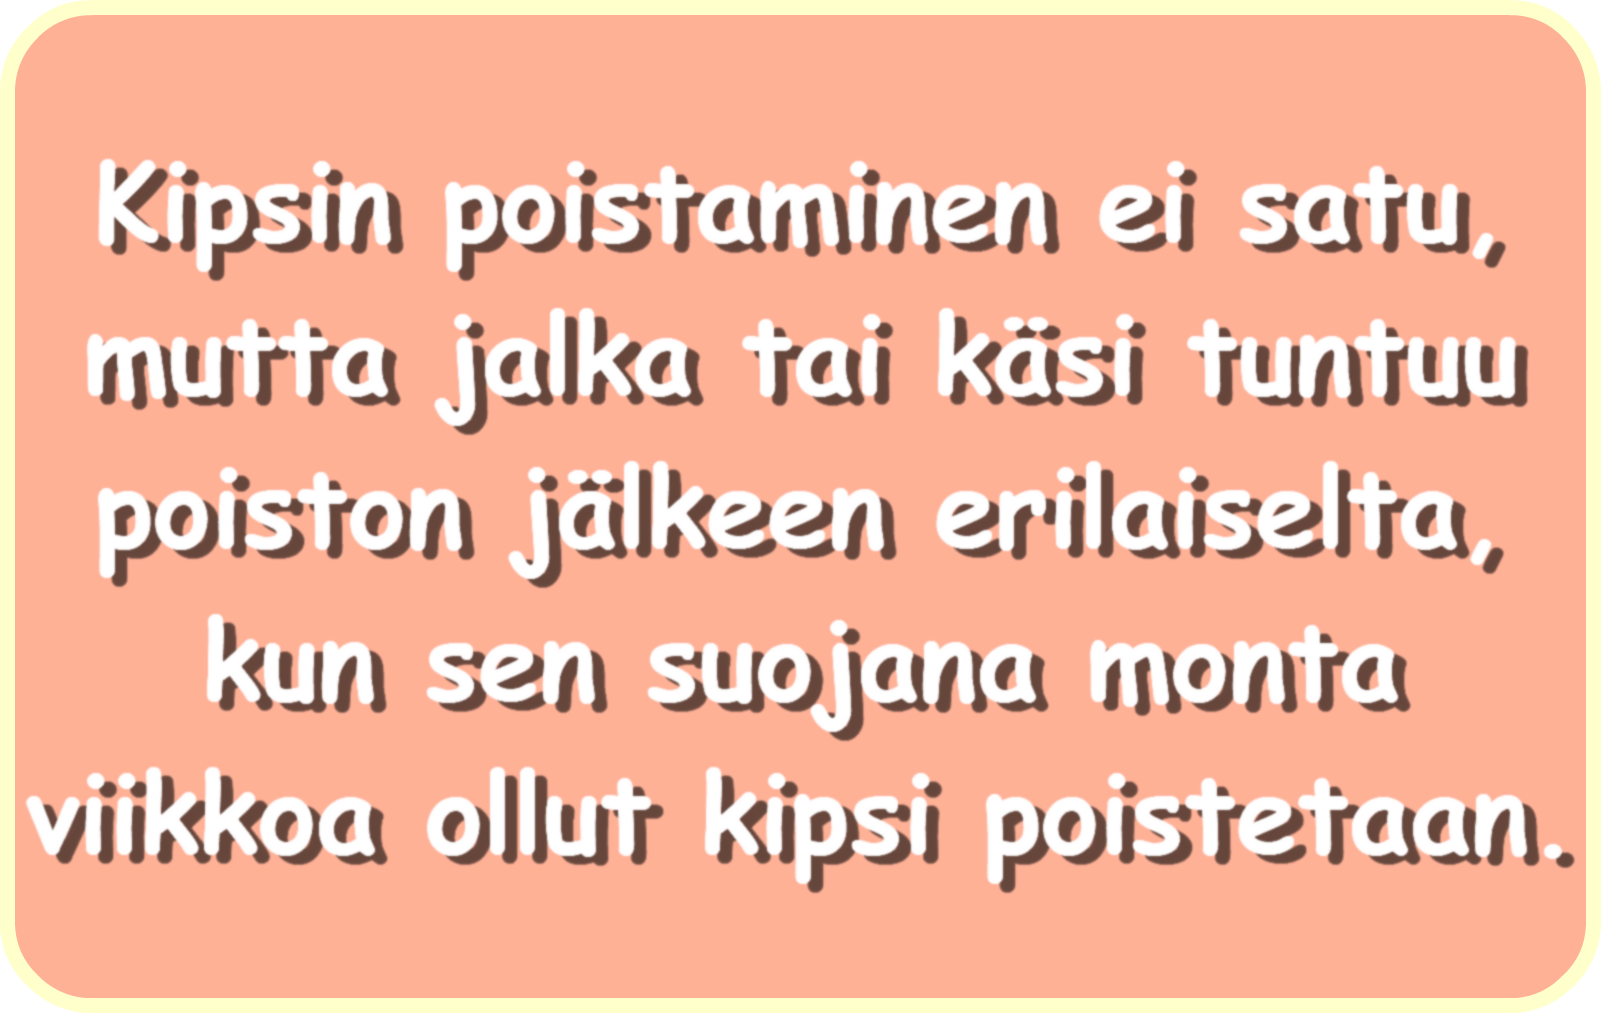 Kipsin poistaminen ei satu,
mutta jalka tai käsi tuntuu
poiston jälkeen erilaiselta,
kun sen suojana monta
viikkoa ollut kipsi poistetaan.